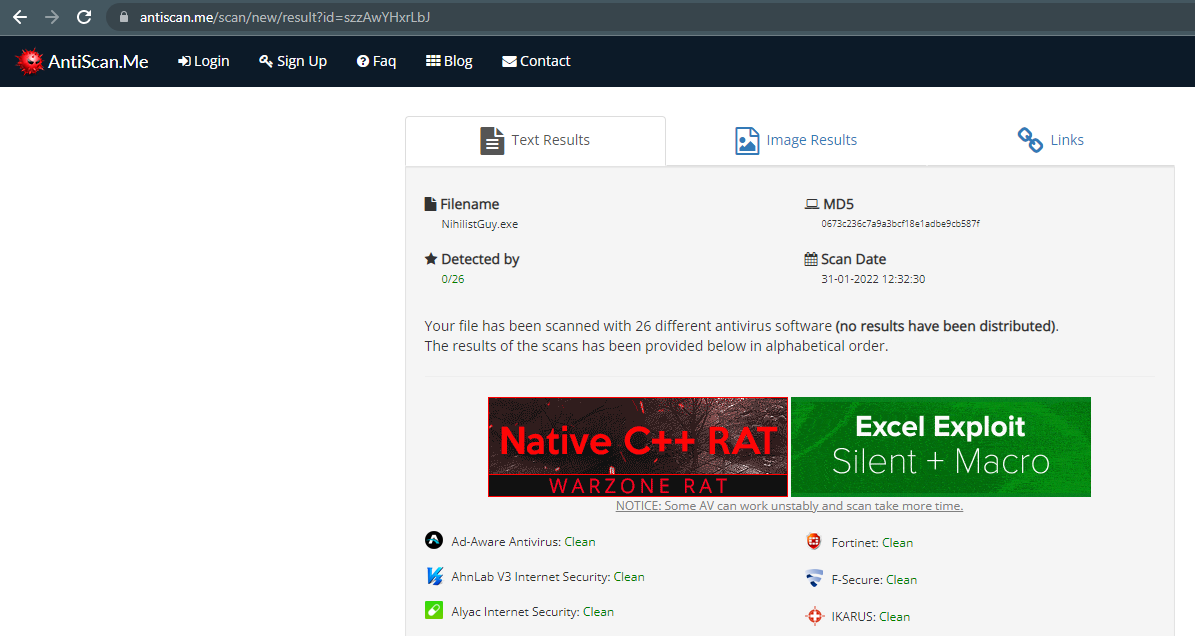 antiscan.me/scan/new/result?id=szzAwYHxrLbJ
AntiScan.Me Login Sign Up Faq Blog Contact
Text Results Image Results Links
Filename
NihilistGuy.exe
MD5
0673c236c7a9a3bcf18e1adbe9cb587f
Detected by
0/26
Scan Date
31-01-2022 12:32:30
Your file has been scanned with 26 different antivirus software (no results have been distributed).
The results of the scans has been provided below in alphabetical order.
Native C++ RAT
WARZONE RAT
Excel Exploit
Silent + Macro
NOTICE: Some AV can work unstably and scan take more time.
Ad-Aware Antivirus: Clean
Fortinet: Clean
AhnLab V3 Internet Security: Clean
F-Secure: Clean
Alyac Internet Security: Clean
IKARUS: Clean